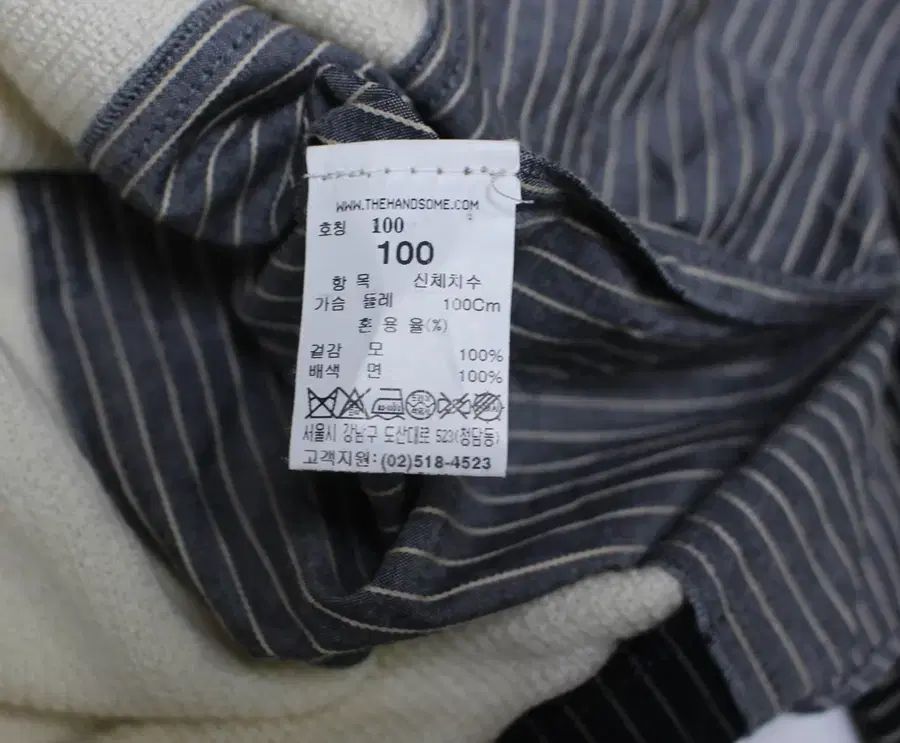 WWW.THEHANDSOME.COM
호칭 100
100
항 목 신체치수
가슴 둘레 100Cm
혼 용 율(%)
겉감 모 100%
배색 면 100%
서울시 강남구 도산대로 523(청담동)
고객지원: (02)518-4523